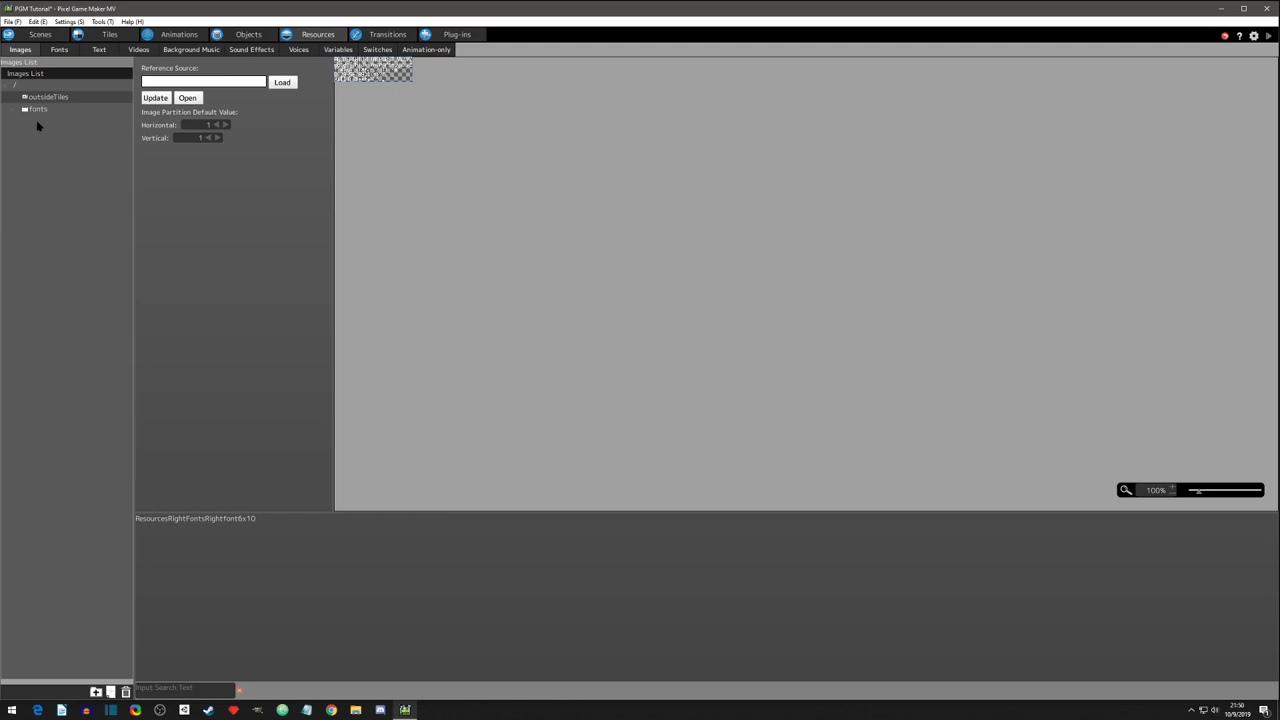 PGM Tutorial* - Pixel Game Maker MV
File (F) Edit (E) Settings (S) Tools (T) Help (H)
Scenes Tiles Animations Objects Resources Transitions Plug-ins
Images Fonts Text Videos Background Music Sound Effects Voices Variables Switches Animation-only
Images List
Images List
/
outsideTiles
fonts
Reference Source:
Load
Update Open
Image Partition Default Value:
Horizontal: 1
Vertical: 1
100%
ResourcesRightFontsRightfont6x10
Input Search Text
21:50
10/9/2019